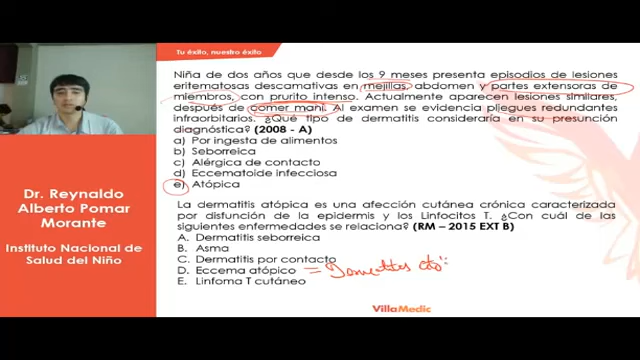 Tu éxito, nuestro éxito
Niña de dos años que desde los 9 meses presenta episodios de lesiones
eritematosas descamativas en mejillas, abdomen y partes extensoras de
miembros, con prurito intenso. Actualmente aparecen lesiones similares,
después de comer maní. Al examen se evidencia pliegues redundantes
infraorbitarios. ¿Qué tipo de dermatitis consideraría en su presunción
diagnóstica? (2008 - A)
a) Por ingesta de alimentos
b) Seborreica
c) Alérgica de contacto
d) Eccematoide infecciosa
e) Atópica
La dermatitis atópica es una afección cutánea crónica caracterizada
por disfunción de la epidermis y los Linfocitos T. ¿Con cuál de las
siguientes enfermedades se relaciona? (RM – 2015 EXT B)
A. Dermatitis seborreica
B. Asma
C. Dermatitis por contacto
D. Eccema atópico =
E. Linfoma T cutáneo
Dr. Reynaldo
Alberto Pomar
Morante
Instituto Nacional de
Salud del Niño
VillaMedic